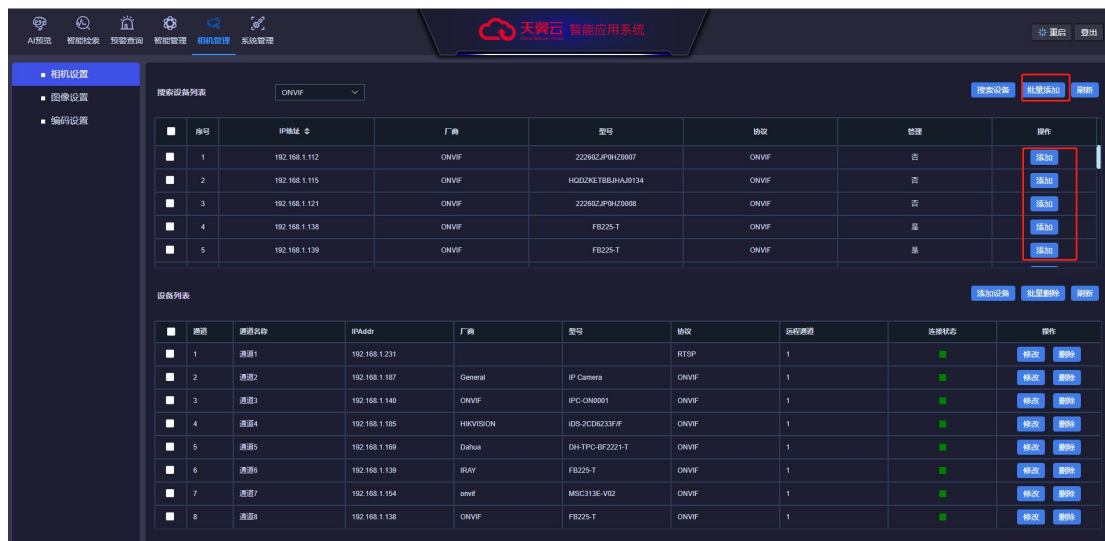 AI预览 智能检索 预警查询 智能管理 相机管理 系统管理
天翼云 智能应用系统
重启 登出
相机设置
图像设置
编码设置
搜索设备列表 ONVIF 搜索设备 批量添加 刷新
序号 IP地址 厂商 型号 协议 管理 操作
1 192.168.1.112 ONVIF 22260ZJP0HZ0007 ONVIF 否 添加
2 192.168.1.115 ONVIF HQDZKETBBJHAJ0134 ONVIF 否 添加
3 192.168.1.121 ONVIF 22260ZJP0HZ0008 ONVIF 否 添加
4 192.168.1.138 ONVIF FB225-T ONVIF 是 添加
5 192.168.1.139 ONVIF FB225-T ONVIF 是 添加
设备列表 添加设备 批量删除 刷新
通道 通道名称 IPAddr 厂商 型号 协议 远程通道 连接状态 操作
1 通道1 192.168.1.231 RTSP 1 修改 删除
2 通道2 192.168.1.187 General IP Camera ONVIF 1 修改 删除
3 通道3 192.168.1.140 ONVIF IPC-ON0001 ONVIF 1 修改 删除
4 通道4 192.168.1.185 HIKVISION iDS-2CD6233F/F ONVIF 1 修改 删除
5 通道5 192.168.1.169 Dahua DH-TPC-BF2221-T ONVIF 1 修改 删除
6 通道6 192.168.1.139 IRAY FB225-T ONVIF 1 修改 删除
7 通道7 192.168.1.154 onvif MSC313E-V02 ONVIF 1 修改 删除
8 通道8 192.168.1.138 ONVIF FB225-T ONVIF 1 修改 删除